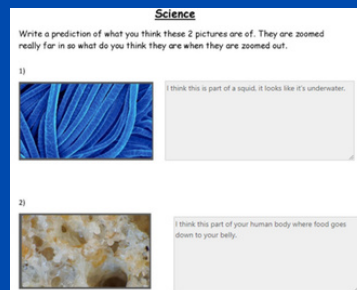 Science
Write a prediction of what you think these 2 pictures are of. They are zoomed
really far in so what do you think they are when they are zoomed out.
1)
I think this is part of a squid. it looks like it's underwater.
2)
I think this part of your human body where food goes
down to your belly.